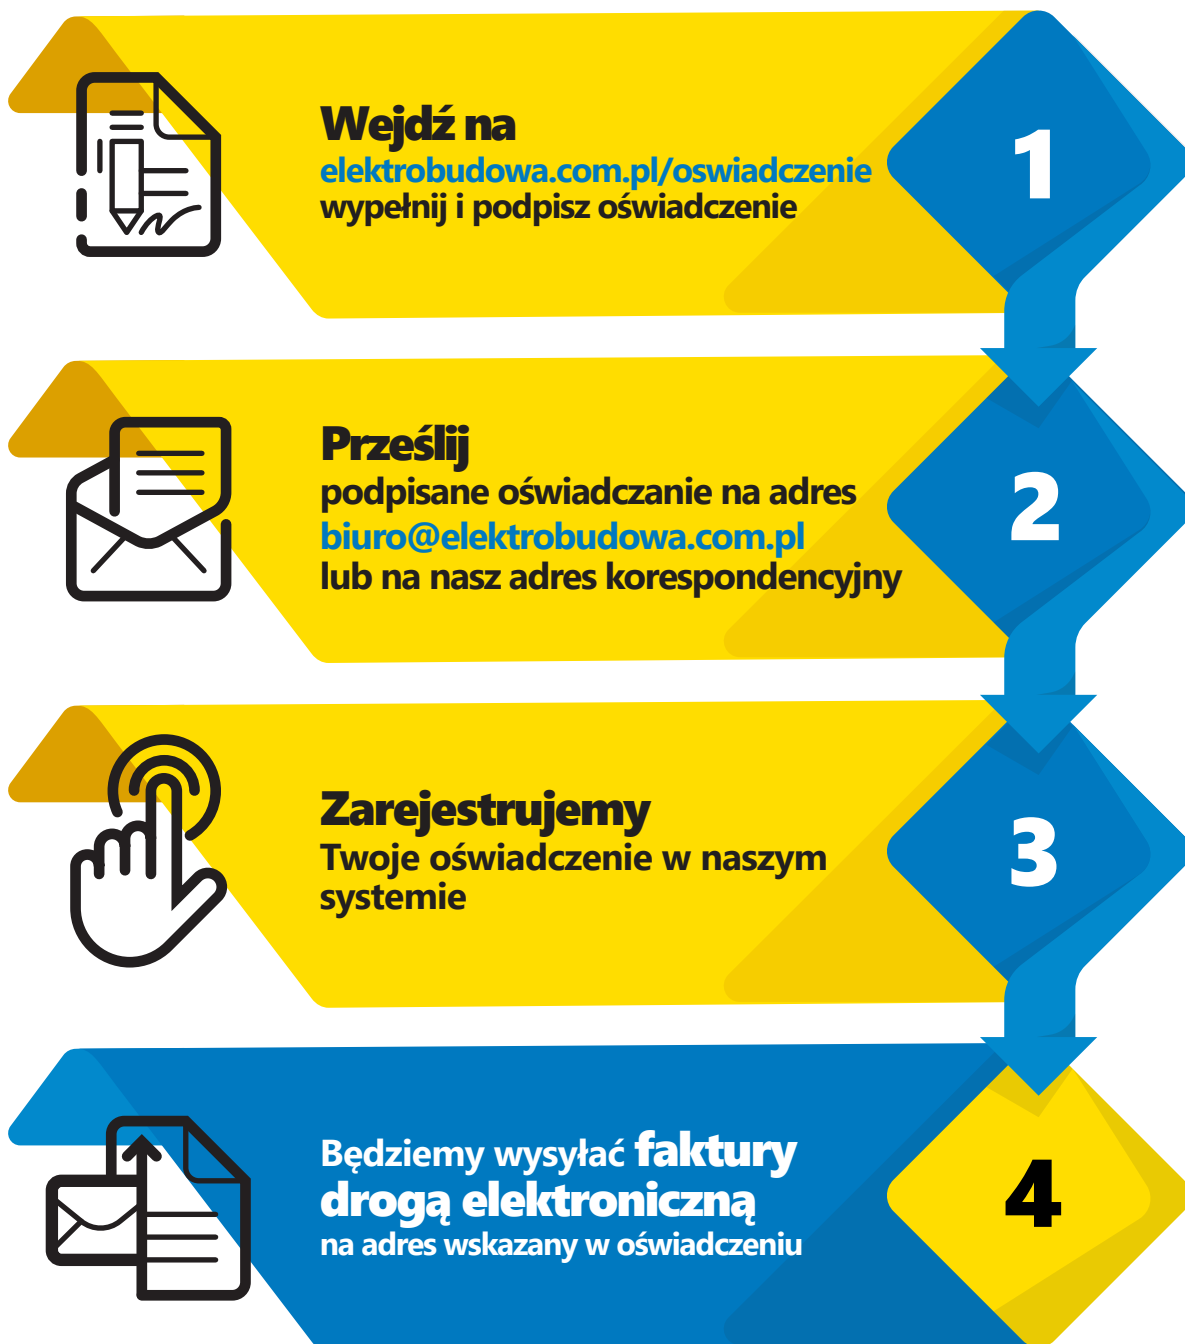 Wejdź na
elektrobudowa.com.pl/oswiadczenie
wypełnij i podpisz oświadczenie
1
Prześlij
podpisane oświadczanie na adres
biuro@elektrobudowa.com.pl
lub na nasz adres korespondencyjny
2
Zarejestrujemy
Twoje oświadczenie w naszym
systemie
3
Będziemy wysyłać faktury
drogą elektroniczną
na adres wskazany w oświadczeniu
4